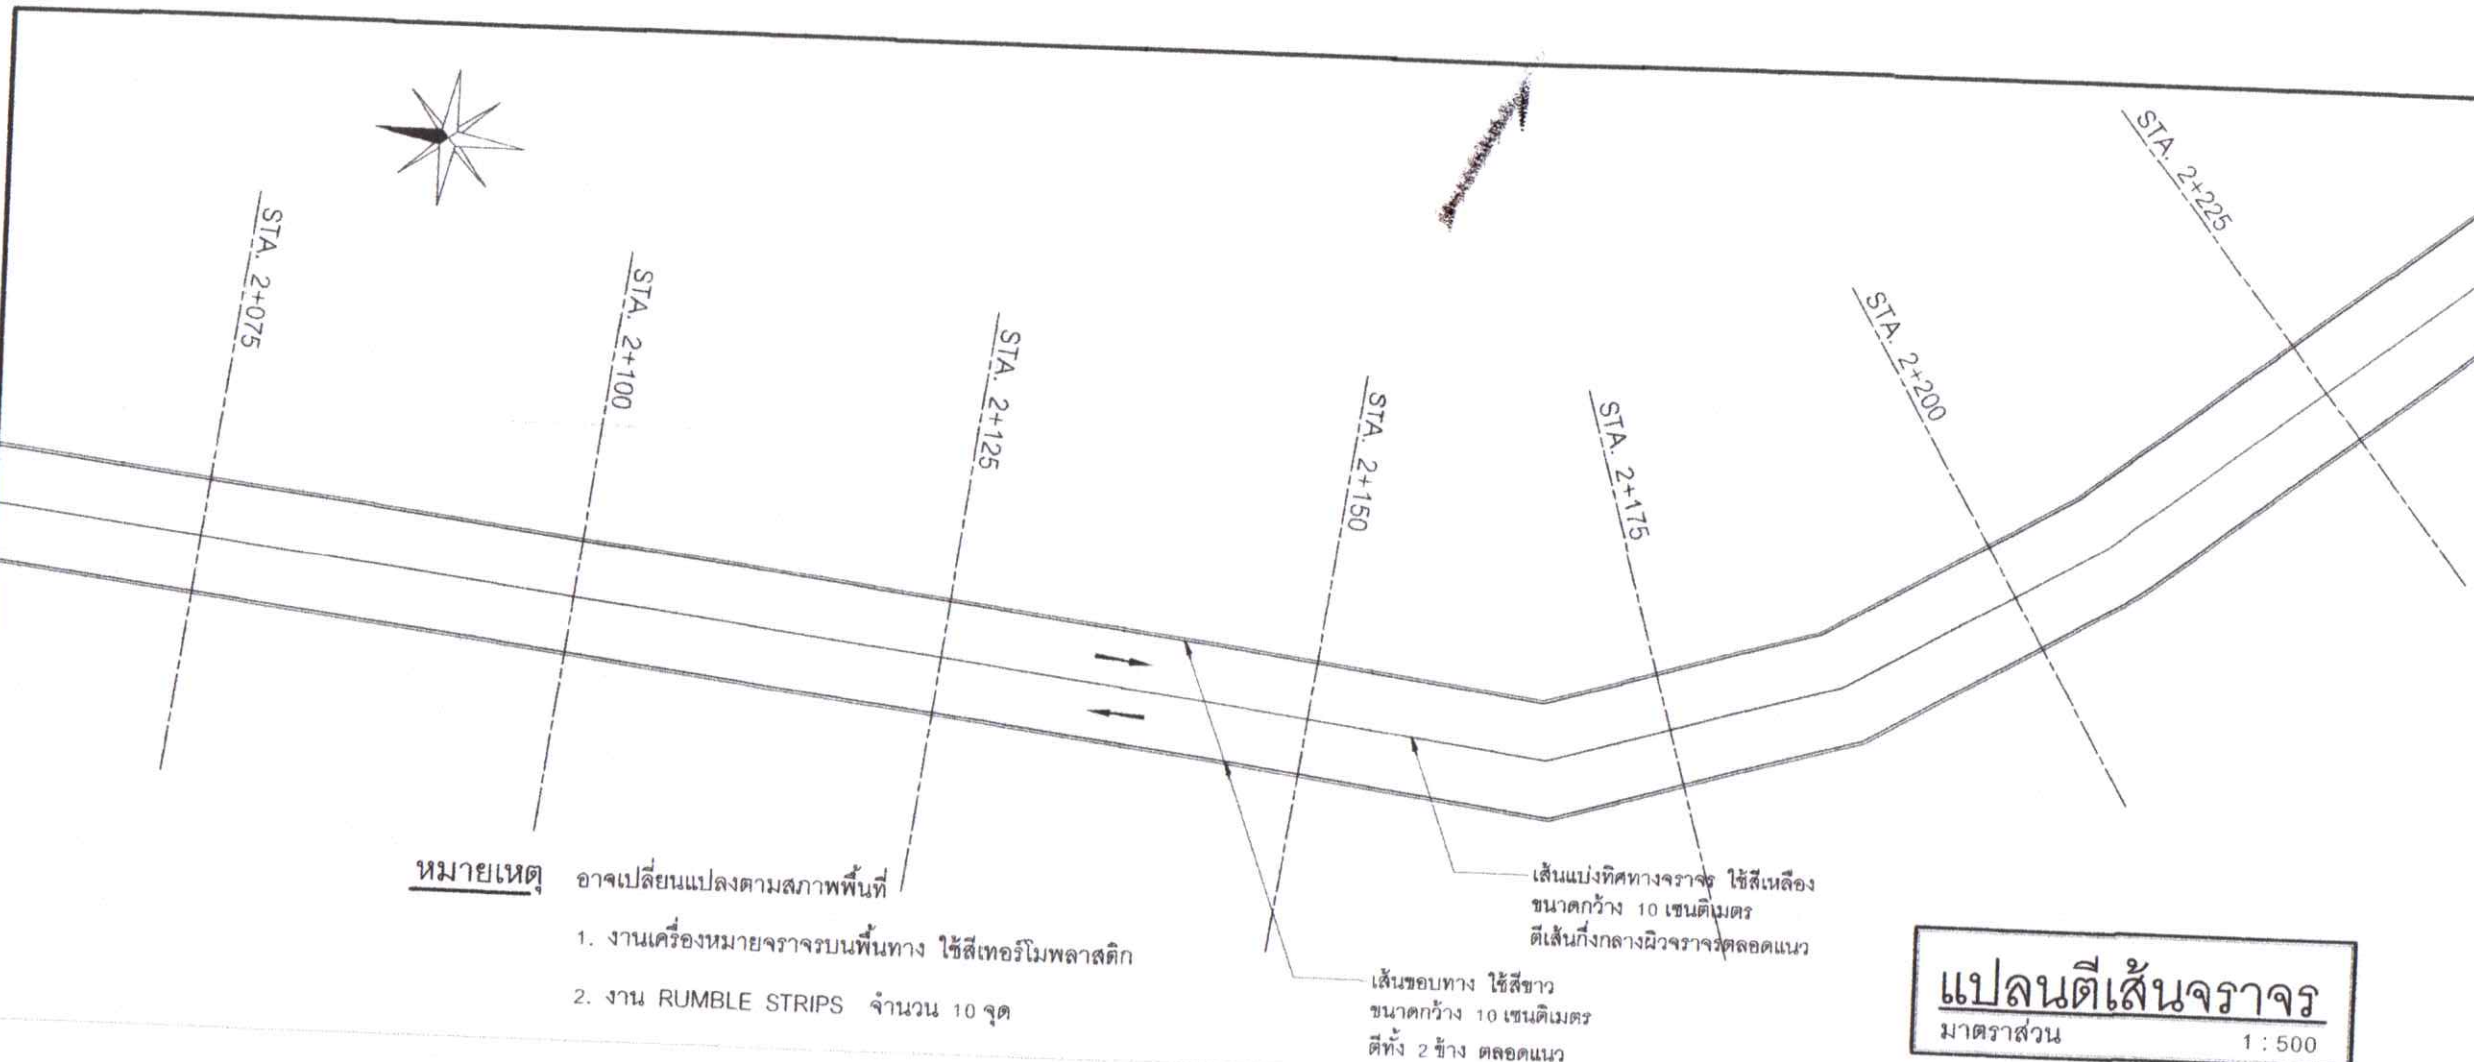 STA. 2+075
STA. 2+100
STA. 2+125
STA. 2+150
STA. 2+175
STA. 2+200
STA. 2+225
หมายเหตุ อาจเปลี่ยนแปลงตามสภาพพื้นที่
1. งานเครื่องหมายจราจรบนพื้นทาง ใช้สีเทอร์โมพลาสติก
2. งาน RUMBLE STRIPS จำนวน 10 จุด
เส้นแบ่งทิศทางจราจร ใช้สีเหลือง
ขนาดกว้าง 10 เซนติเมตร
ตีเส้นกึ่งกลางผิวจราจรตลอดแนว
เส้นขอบทาง ใช้สีขาว
ขนาดกว้าง 10 เซนติเมตร
ตีทั้ง 2 ข้าง ตลอดแนว
แปลนตีเส้นจราจร
มาตราส่วน 1 : 500